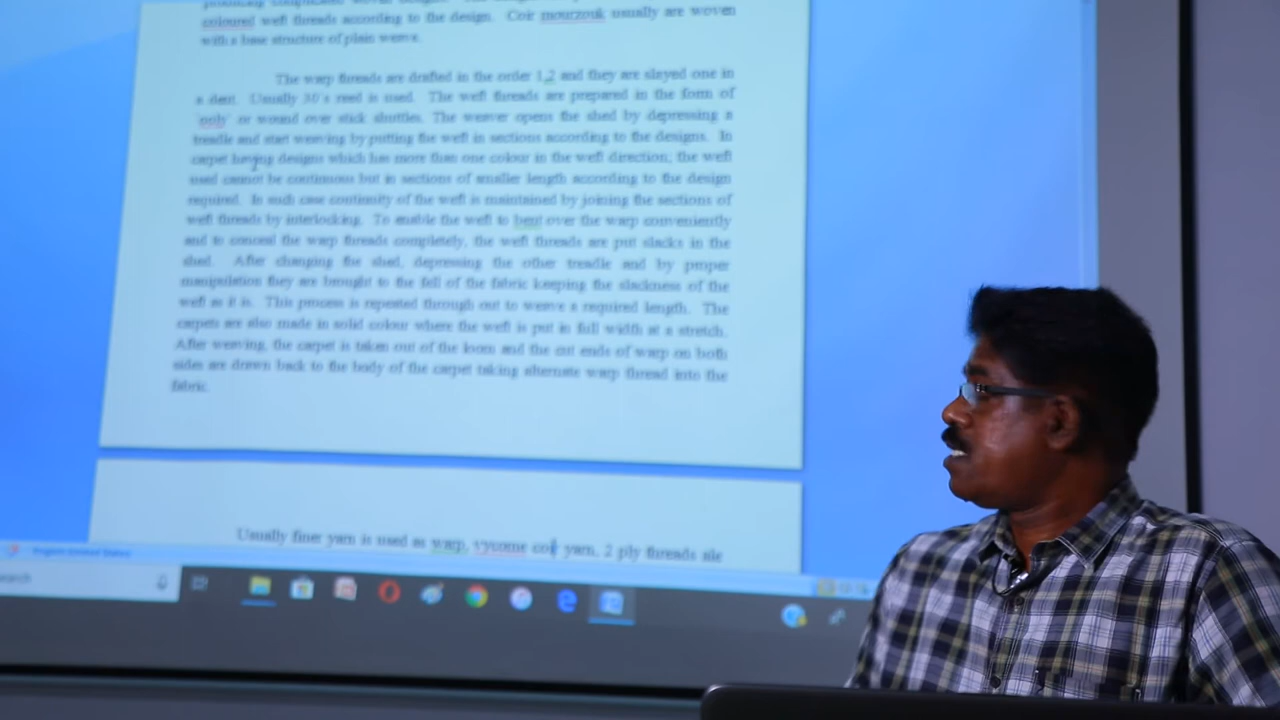 coloured weft threads according to the design. Coir mourzouk usually are woven
with a base structure of plain weave.
The warp threads are drafted in the order 1,2 and they are slayed one in
a dent. Usually 30's reed is used. The weft threads are prepared in the form of
or wound over stick shuttles. The weaver opens the shed by depressing a
treadle and start weaving by putting the weft in sections according to the designs. In
carpet having designs which has more than one colour in the weft direction, the weft
used cannot be continuous but in sections of smaller length according to the design
required. In such case continuity of the weft is maintained by joining the sections of
weft threads by interlocking. To enable the weft to bent over the warp conveniently
and to conceal the warp threads completely, the weft threads are put slacks in the
shed. After changing the shed, depressing the other treadle and by proper
manipulation they are brought to the fell of the fabric keeping the slackness of the
weft as it is. This process is repeated through out to weave a required length. The
carpets are also made in solid colour where the weft is put in full width at a stretch.
After weaving, the carpet is taken out of the loom and the cut ends of warp on both
sides are drawn back to the body of the carpet taking alternate warp thread into the
fabric.
Usually finer yarn is used as warp, vycome coir yarn, 2 ply threads
English (United States)
earch